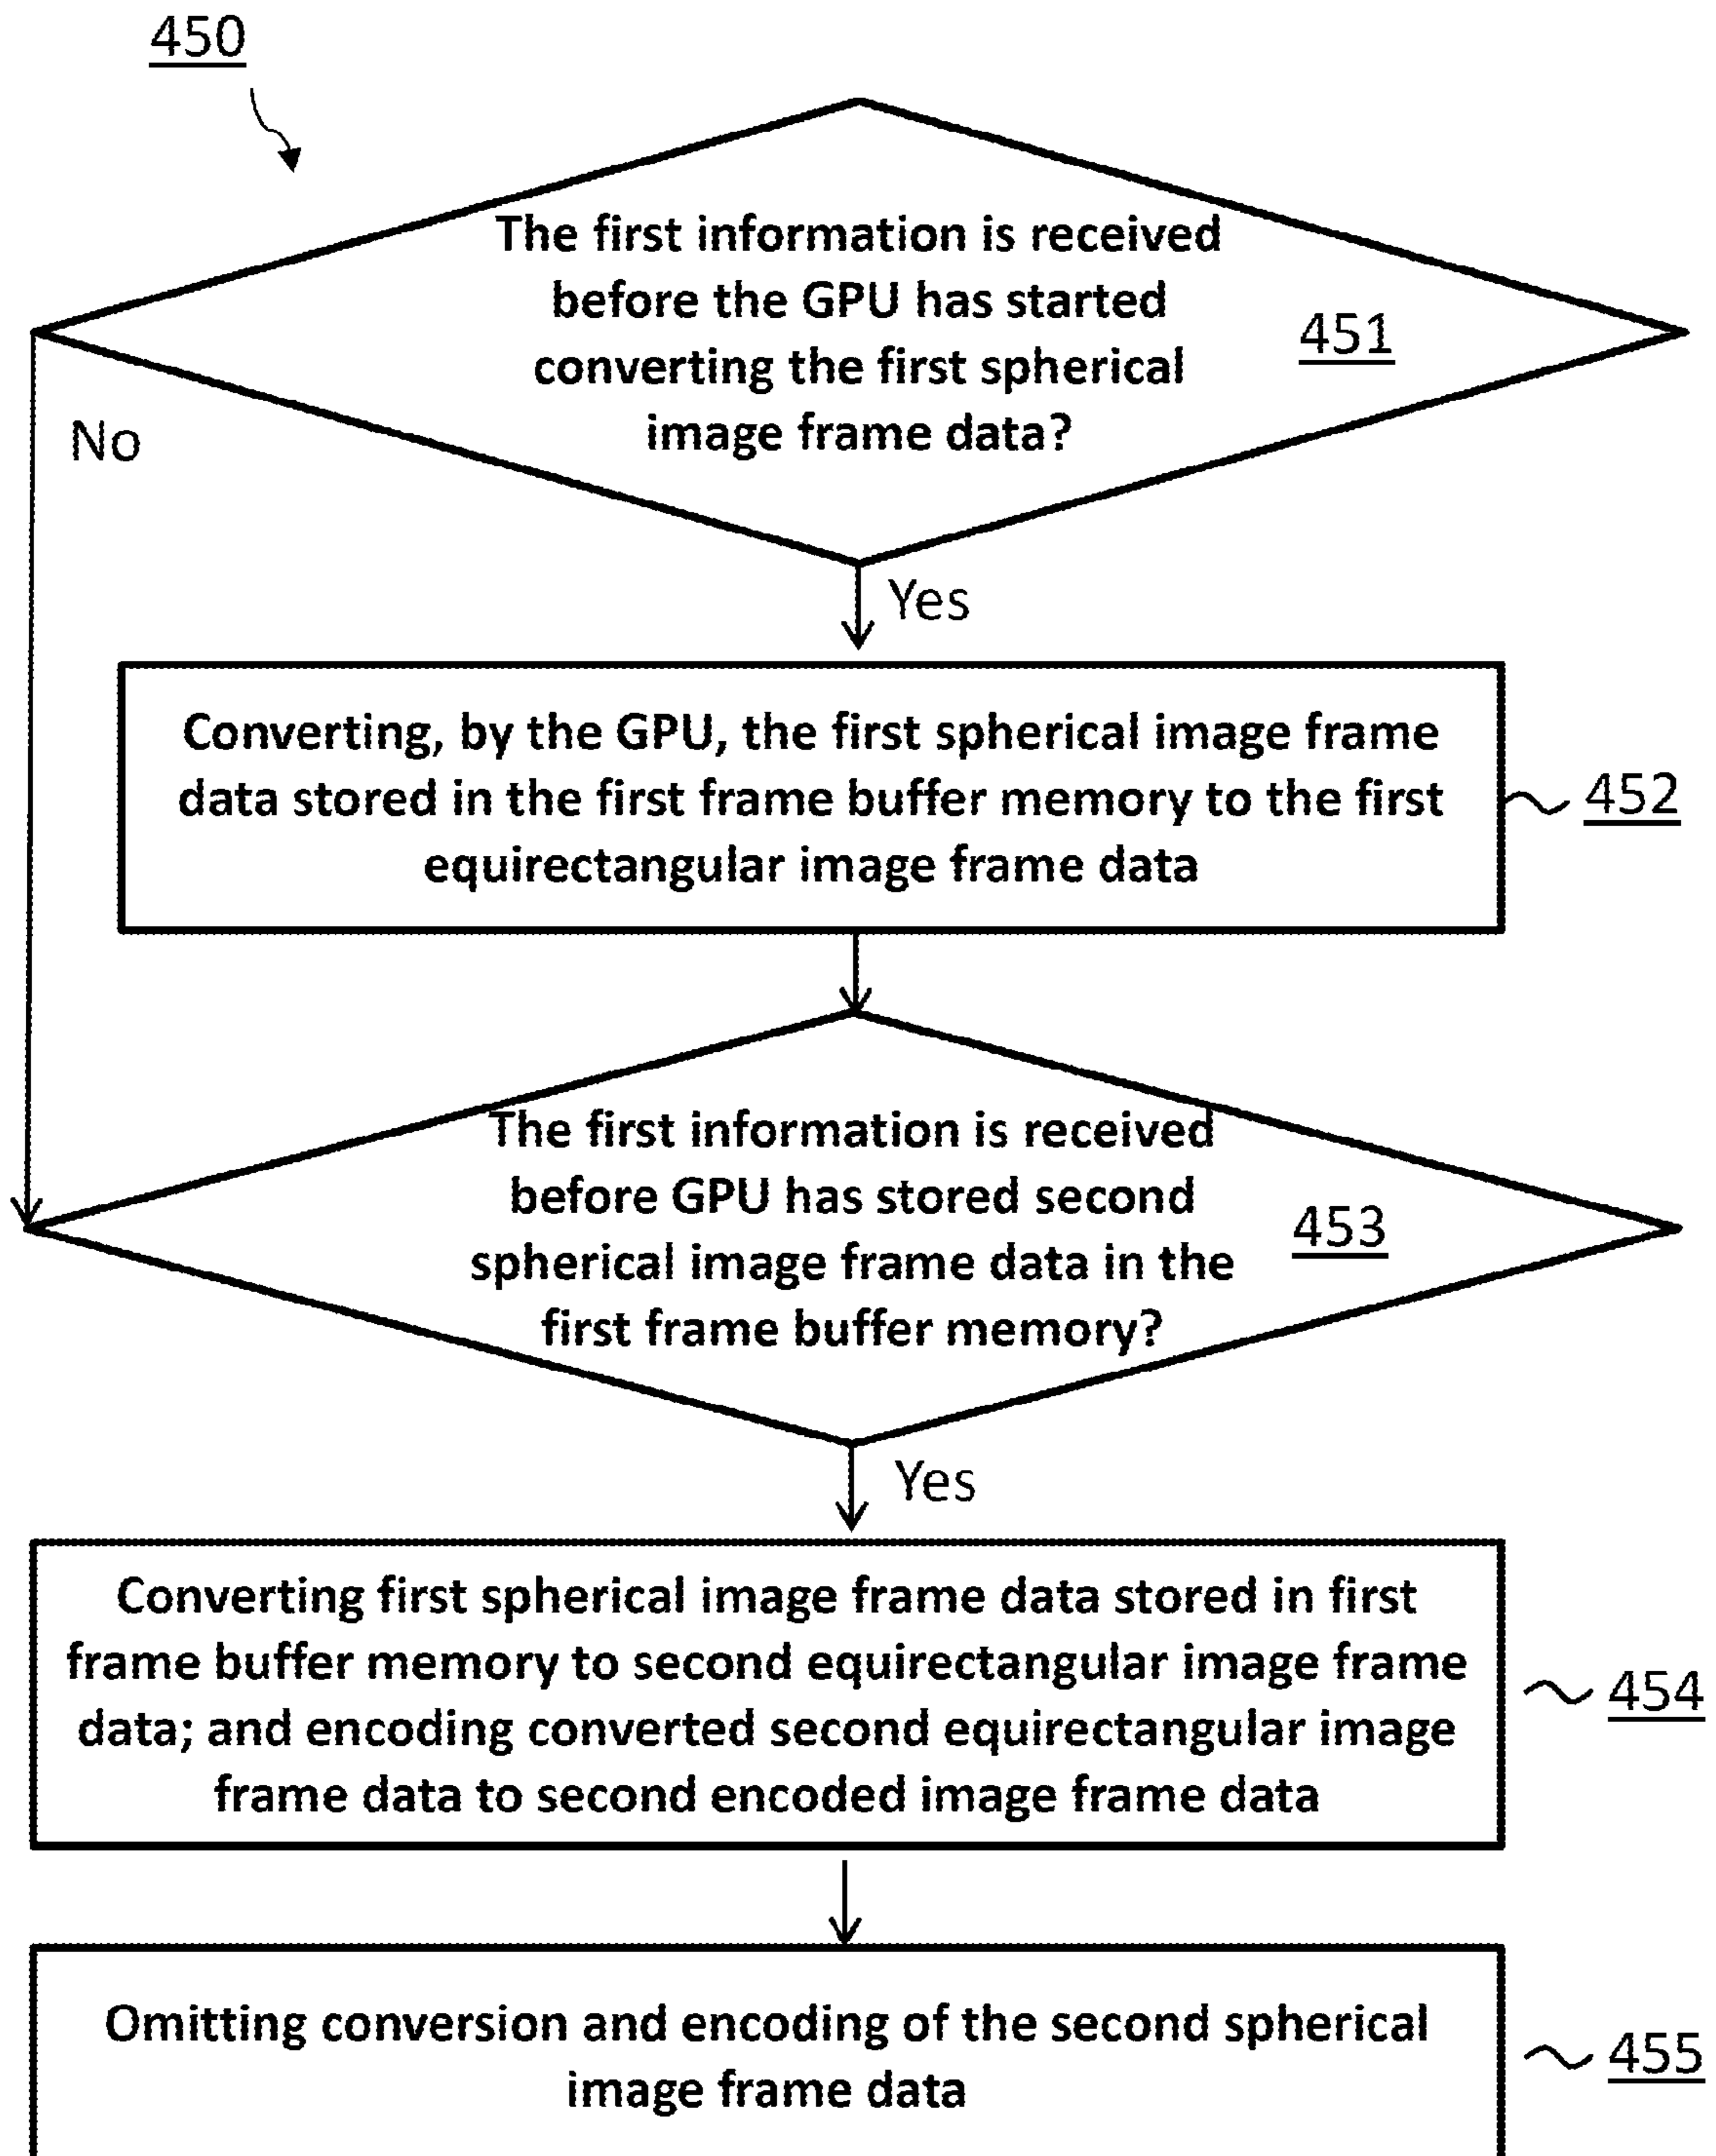 450
The first information is received
before the GPU has started
converting the first spherical
image frame data?
451
No
Yes
Converting, by the GPU, the first spherical image frame
data stored in the first frame buffer memory to the first
equirectangular image frame data
452
The first information is received
before GPU has stored second
spherical image frame data in the
first frame buffer memory?
453
Yes
Converting first spherical image frame data stored in first
frame buffer memory to second equirectangular image frame
data; and encoding converted second equirectangular image
frame data to second encoded image frame data
454
Omitting conversion and encoding of the second spherical
image frame data
455